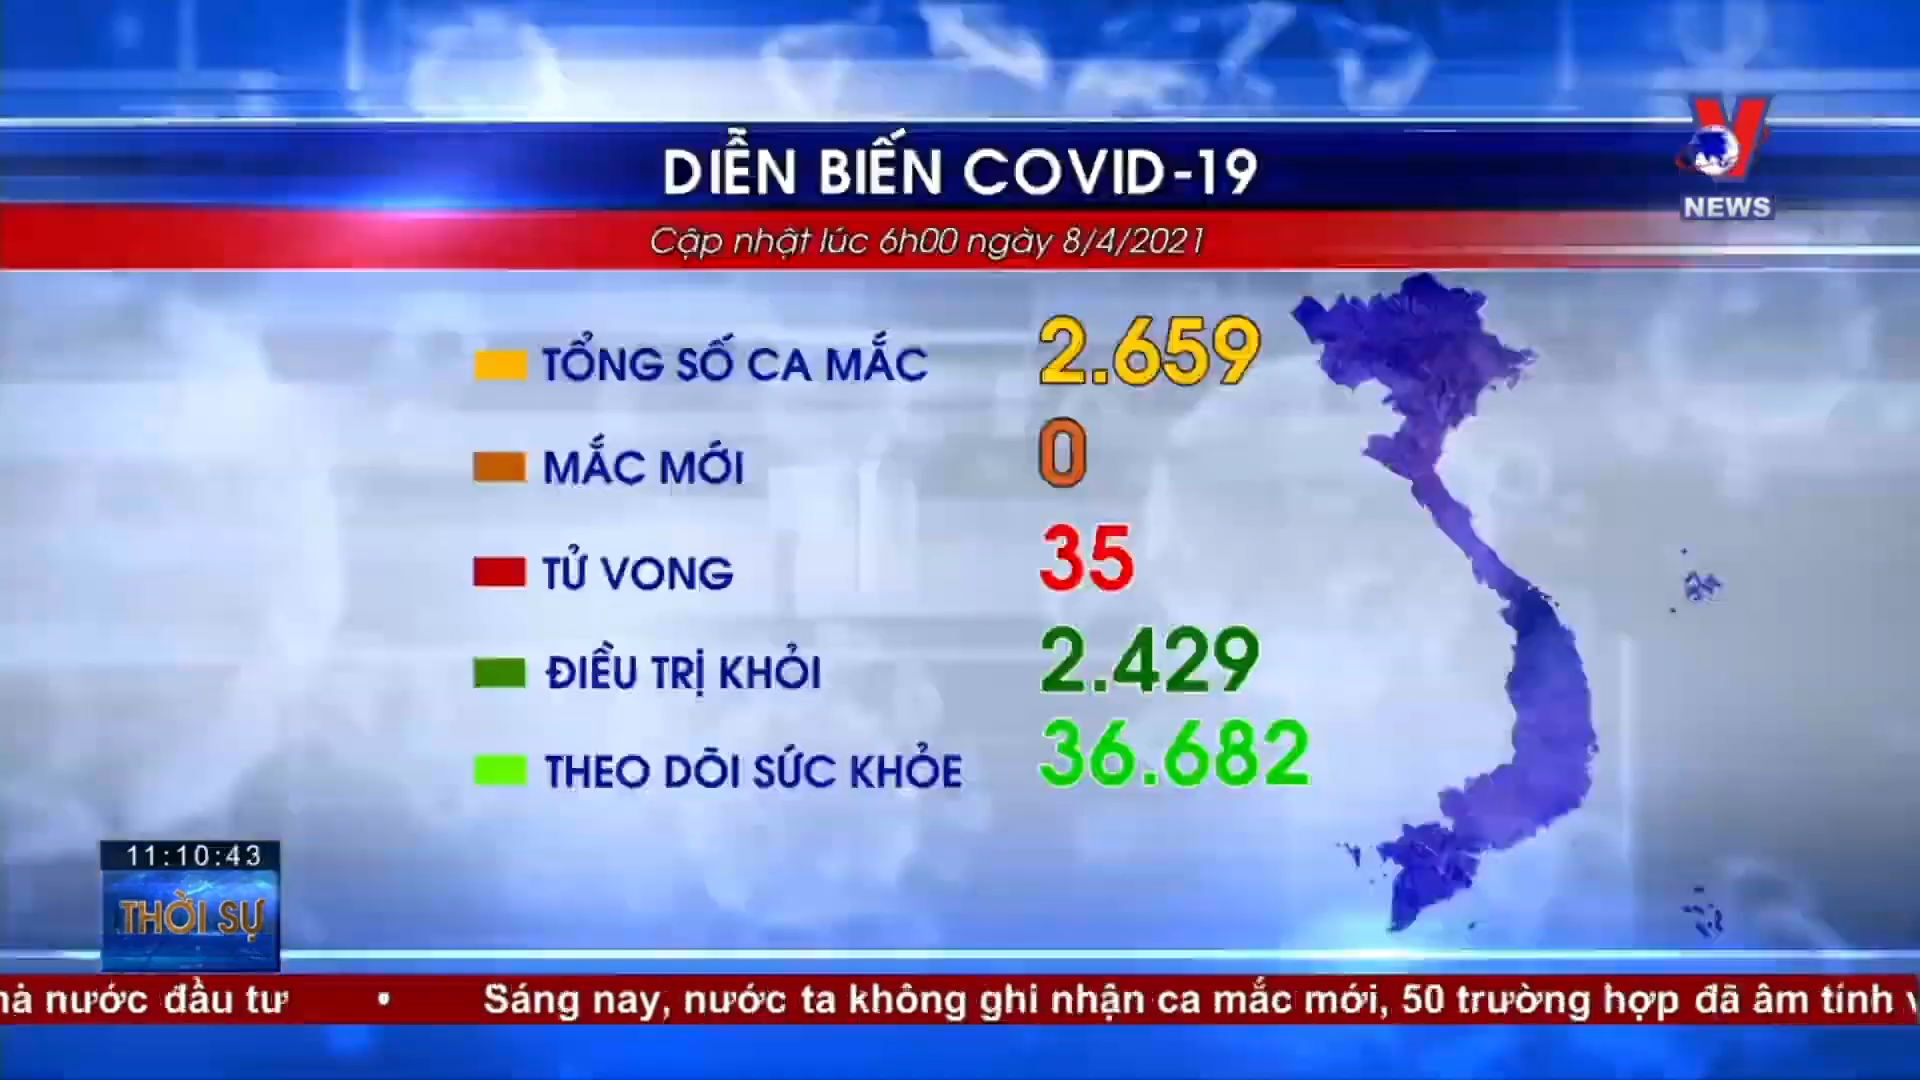 DIỄN BIẾN COVID-19
Cập nhật lúc 6h00 ngày 8/4/2021
NEWS
TỔNG SỐ CA MẮC 2.659
MẮC MỚI 0
TỬ VONG 35
ĐIỀU TRỊ KHỎI 2.429
THEO DÕI SỨC KHỎE 36.682
11:10:43
THỜI SỰ
nước đầu tư • Sáng nay, nước ta không ghi nhận ca mắc mới, 50 trường hợp đã âm tính